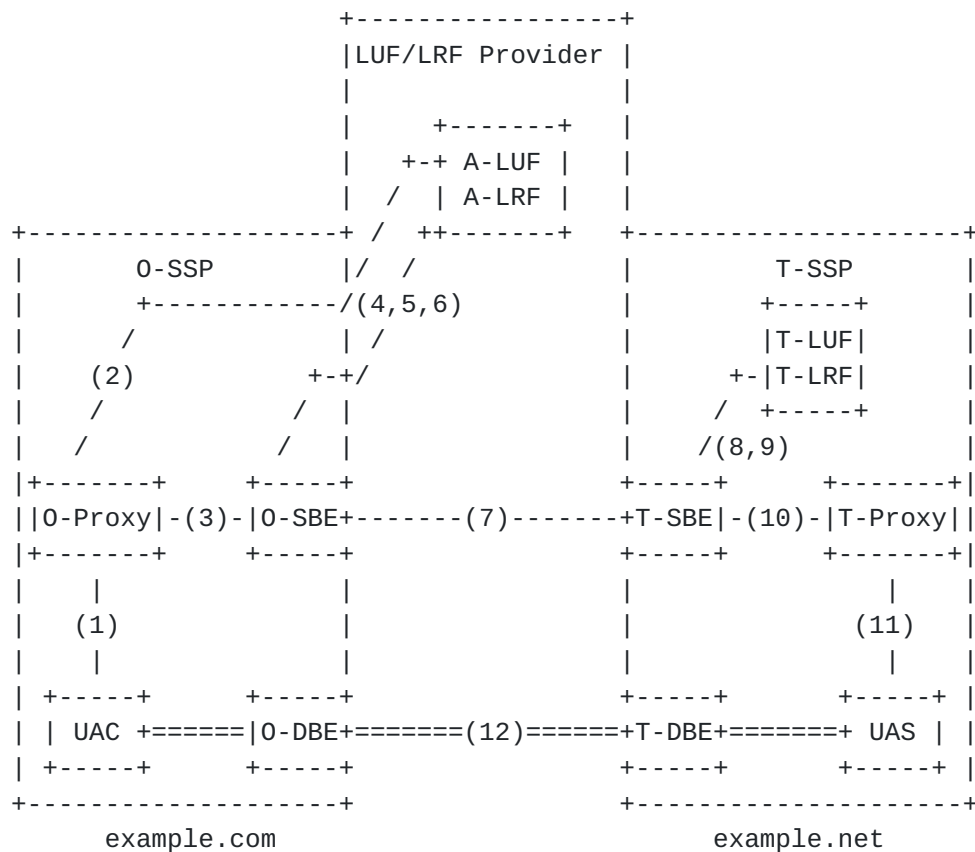 +-----------------+
                     |LUF/LRF Provider |
                     |                 |
                     |     +-------+   |
                     |   +-+ A-LUF |   |
                     |  /  | A-LRF |   |
+--------------------+ /  ++-------+   +---------------------+
|       O-SSP        |/  /             |         T-SSP       |
|       +------------/(4,5,6)          |        +-----+      |
|      /             | /               |        |T-LUF|      |
|    (2)           +-+/                |      +-|T-LRF|      |
|    /            /  |                 |     /  +-----+      |
|   /            /   |                 |    /(8,9)           |
|+-------+     +-----+                 +-----+      +-------+|
||O-Proxy|-(3)-|O-SBE+-------(7)-------+T-SBE|-(10)-|T-Proxy||
|+-------+     +-----+                 +-----+      +-------+|
|    |               |                 |                |    |
|   (1)              |                 |              (11)   |
|    |               |                 |                |    |
| +-----+      +-----+                 +-----+       +-----+ |
| | UAC +======|O-DBE+=======(12)======+T-DBE+=======+ UAS | |
| +-----+      +-----+                 +-----+       +-----+ |
+--------------------+                 +---------------------+
      example.com                            example.net